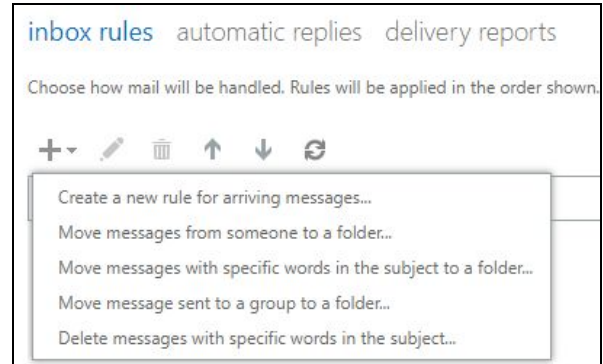 inbox rules automatic replies delivery reports
Choose how mail will be handled. Rules will be applied in the order shown.
Create a new rule for arriving messages...
Move messages from someone to a folder...
Move messages with specific words in the subject to a folder...
Move message sent to a group to a folder...
Delete messages with specific words in the subject...